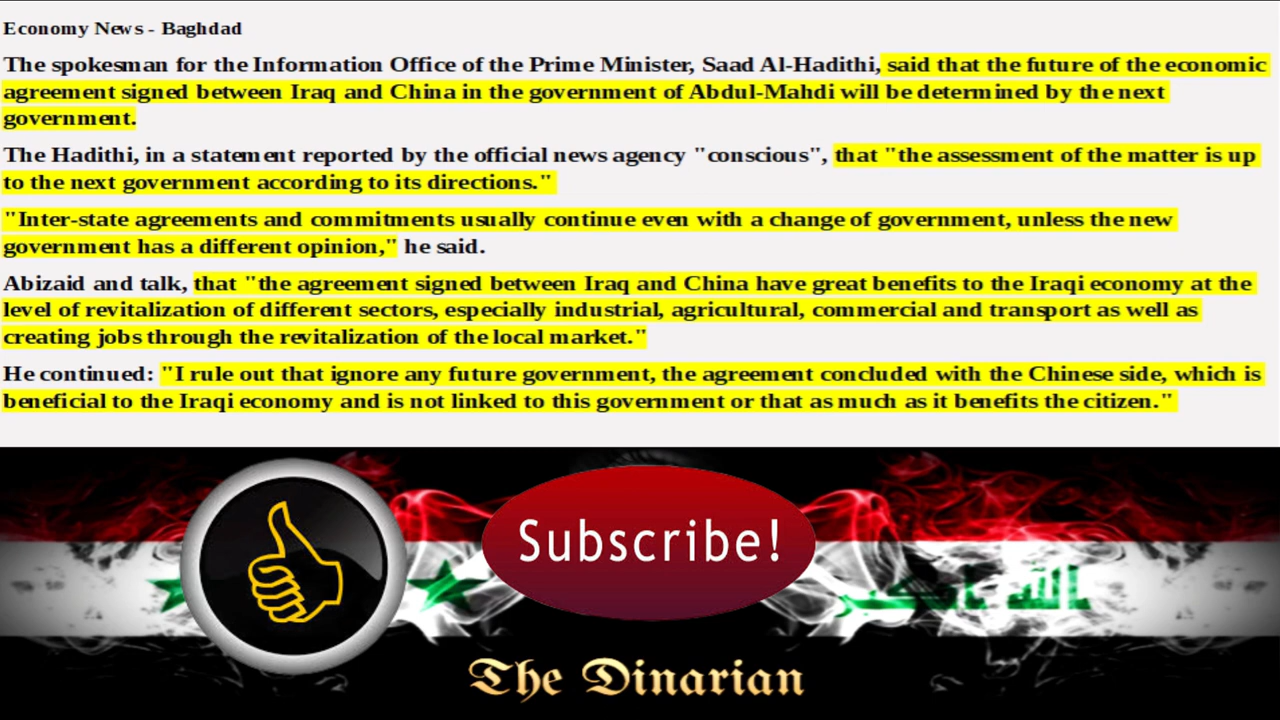 Economy News - Baghdad
The spokesman for the Information Office of the Prime Minister, Saad Al-Hadithi, said that the future of the economic
agreement signed between Iraq and China in the government of Abdul-Mahdi will be determined by the next
government.
The Hadithi, in a statement reported by the official news agency "conscious", that "the assessment of the matter is up
to the next government according to its directions."
"Inter-state agreements and commitments usually continue even with a change of government, unless the new
government has a different opinion," he said.
Abizaid and talk, that "the agreement signed between Iraq and China have great benefits to the Iraqi economy at the
level of revitalization of different sectors, especially industrial, agricultural, commercial and transport as well as
creating jobs through the revitalization of the local market."
He continued: "I rule out that ignore any future government, the agreement concluded with the Chinese side, which is
beneficial to the Iraqi economy and is not linked to this government or that as much as it benefits the citizen."
Subscribe!
The Dinarian